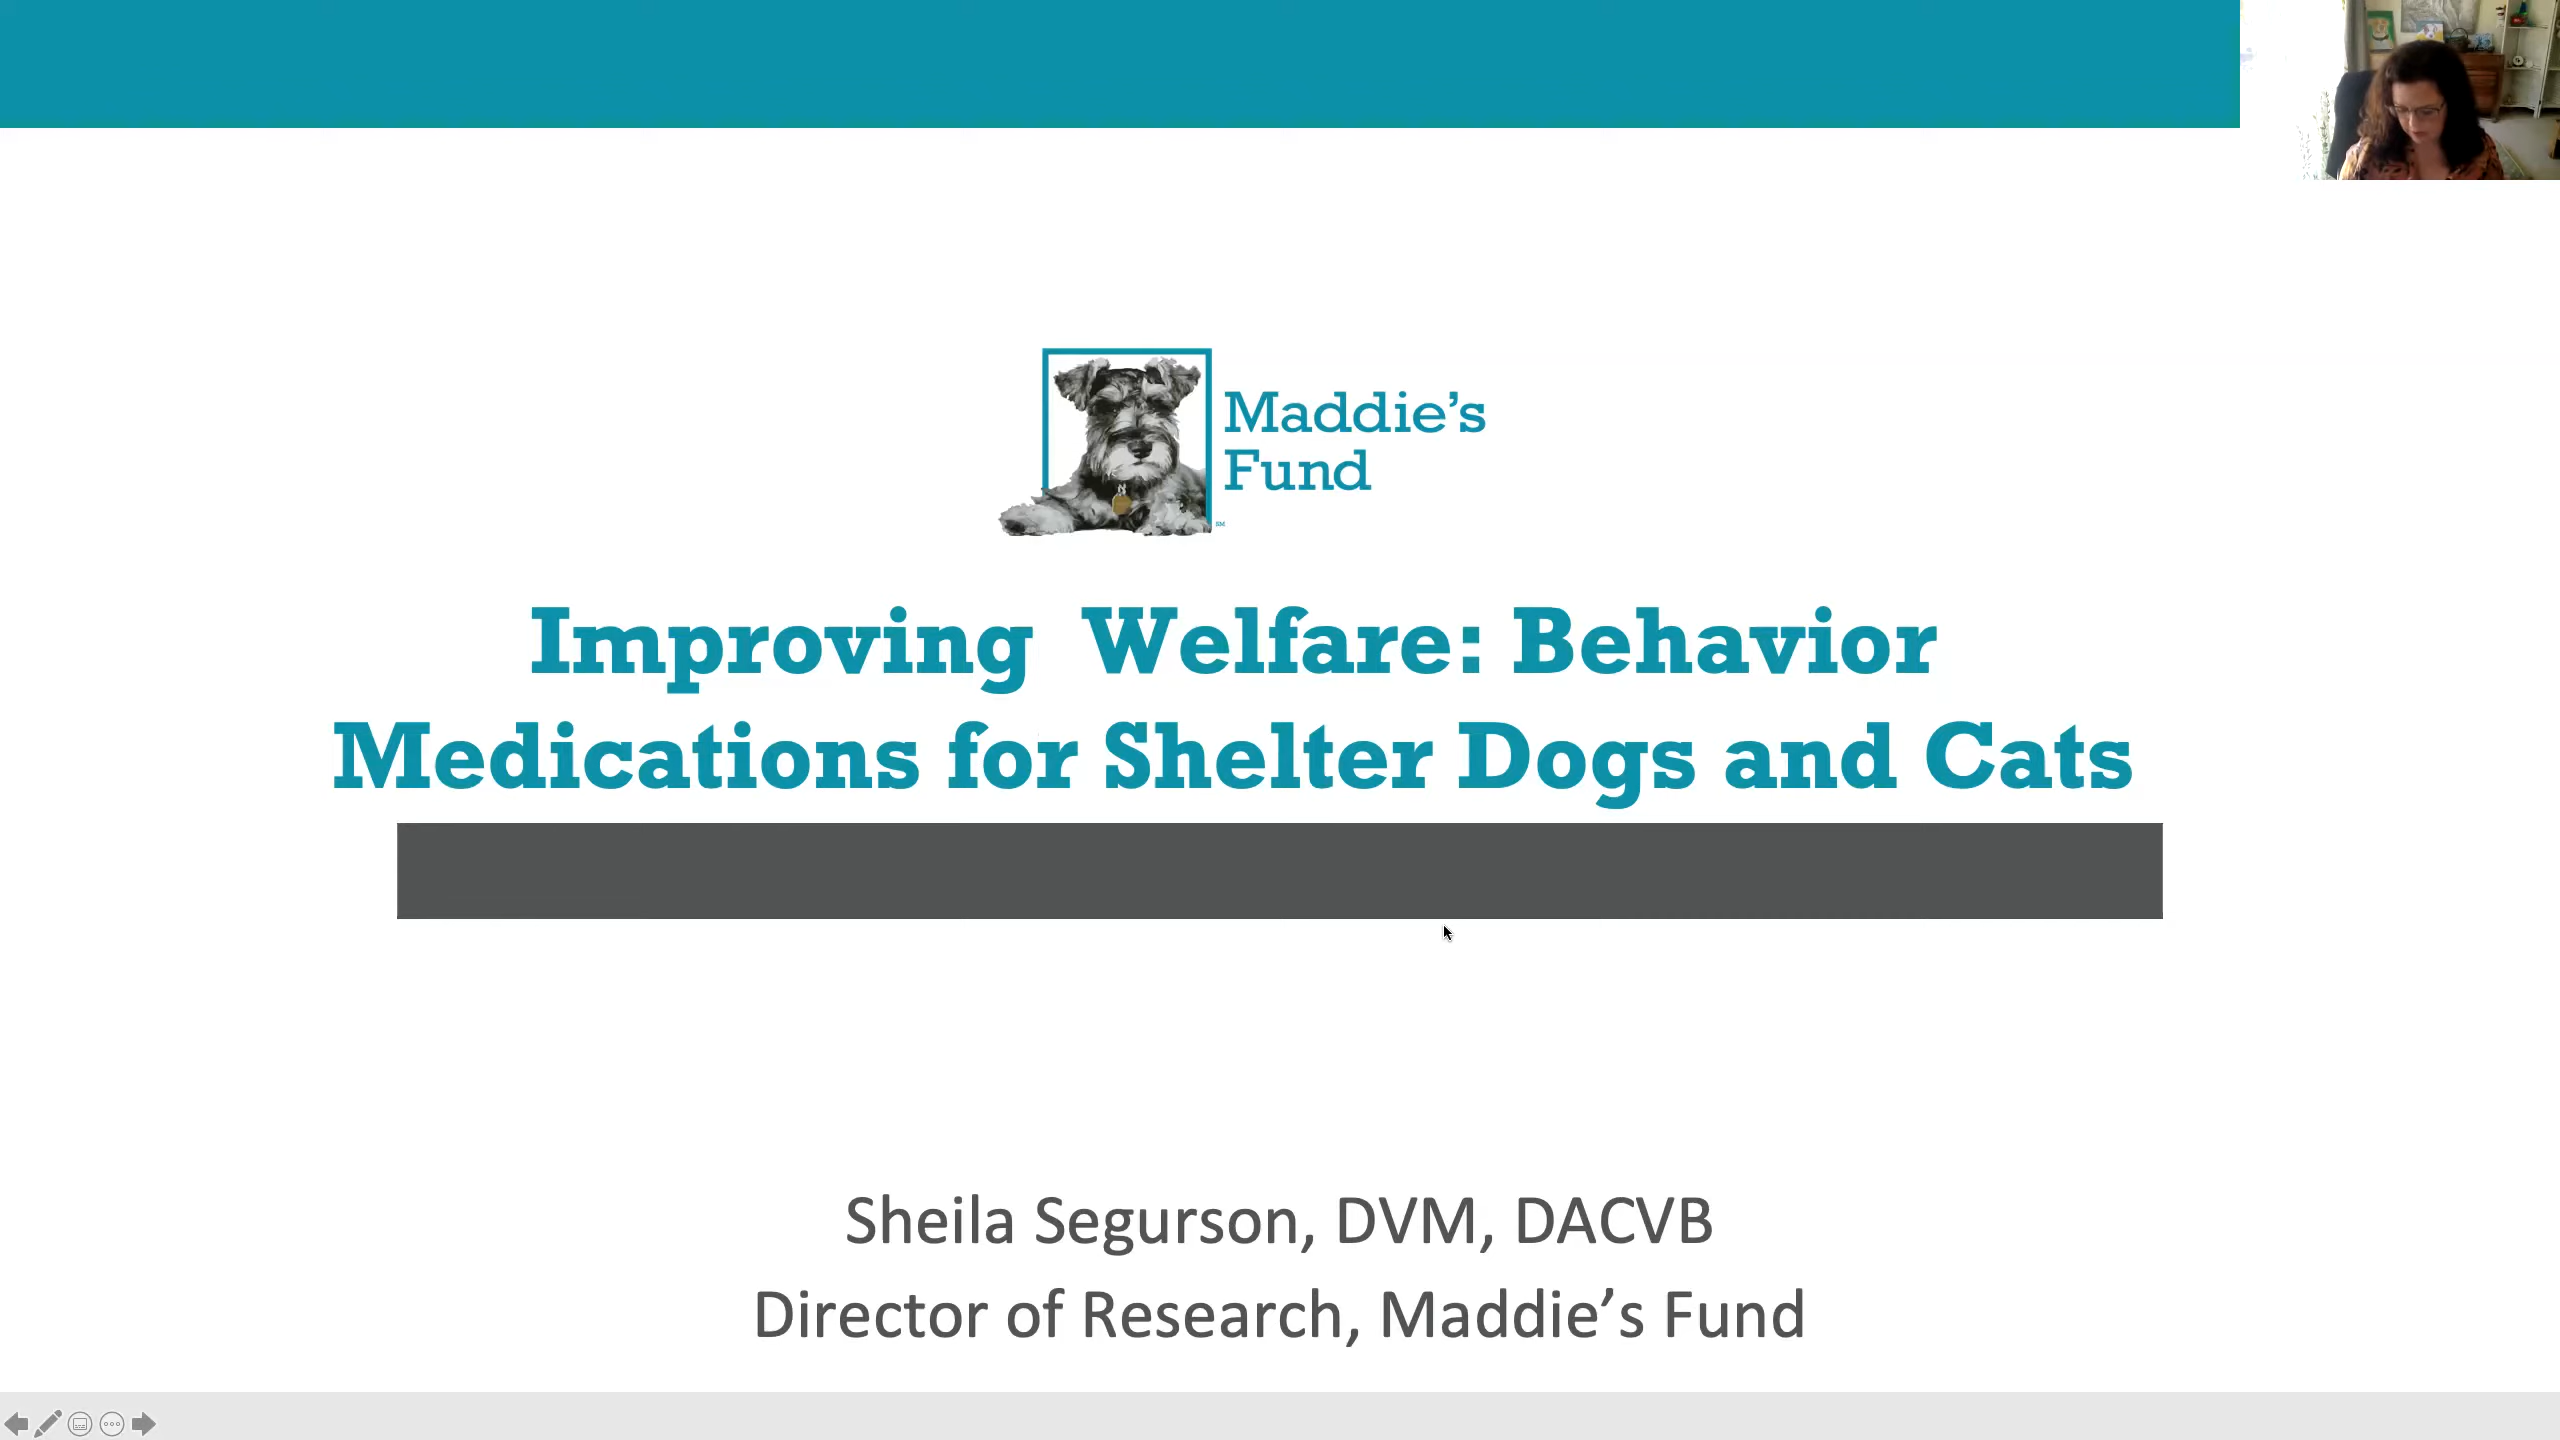 Maddie’s
Fund
SM
Improving  Welfare: Behavior
Medications for Shelter Dogs and Cats
Sheila Segurson, DVM, DACVB
Director of Research, Maddie’s Fund